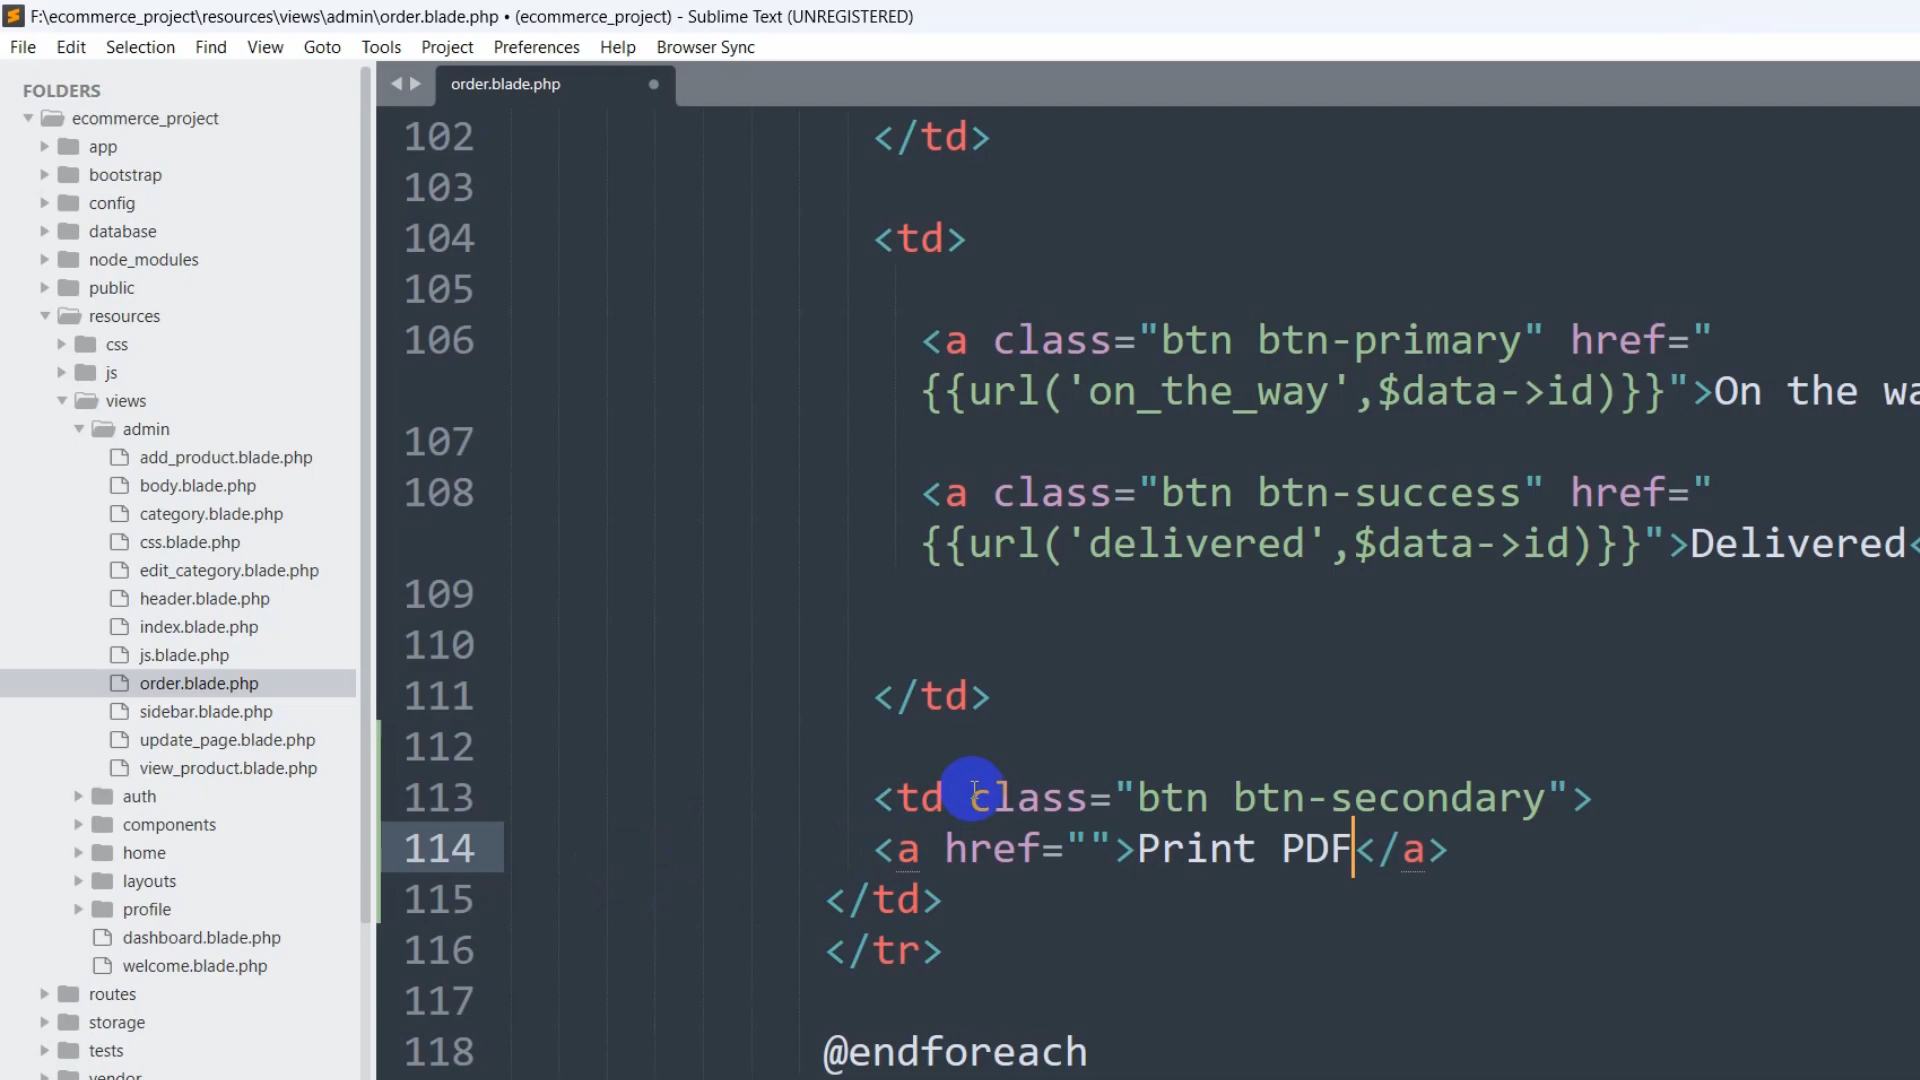 F:\ecommerce_project\resources\views\admin\order.blade.php • (ecommerce_project) - Sublime Text (UNREGISTERED)
File Edit Selection Find View Goto Tools Project Preferences Help Browser Sync
FOLDERS
ecommerce_project
app
bootstrap
config
database
node_modules
public
resources
css
js
views
admin
add_product.blade.php
body.blade.php
category.blade.php
css.blade.php
edit_category.blade.php
header.blade.php
index.blade.php
js.blade.php
order.blade.php
sidebar.blade.php
update_page.blade.php
view_product.blade.php
auth
components
home
layouts
profile
dashboard.blade.php
welcome.blade.php
routes
storage
tests
vendor
order.blade.php
102 </td>
103
104 <td>
105
106 <a class="btn btn-primary" href="
{{url('on_the_way',$data->id)}}">On the wa
107
108 <a class="btn btn-success" href="
{{url('delivered',$data->id)}}">Delivered<
109
110
111 </td>
112
113 <td class="btn btn-secondary">
114 <a href="">Print PDF</a>
115 </td>
116 </tr>
117
118 @endforeach